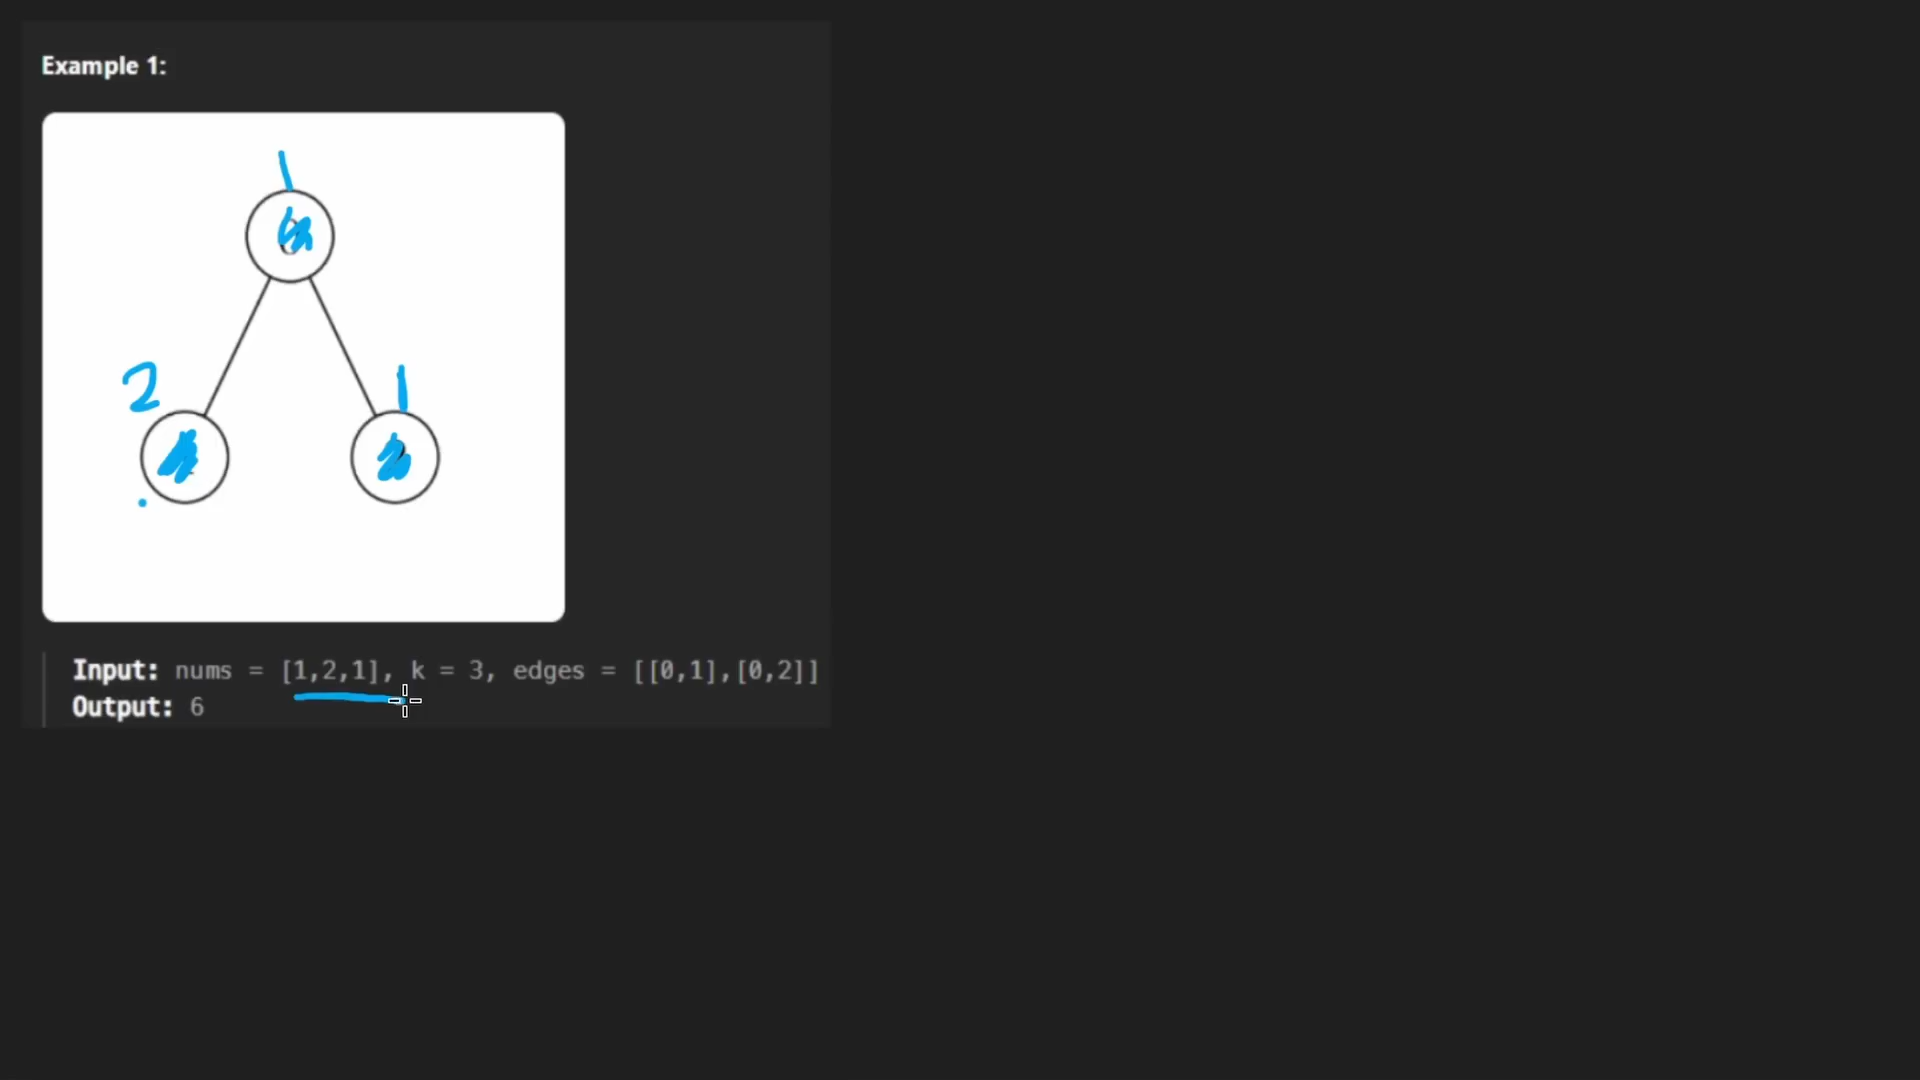 Example 1:
1
2 1
Input: nums = [1,2,1], k = 3, edges = [[0,1],[0,2]]
Output: 6